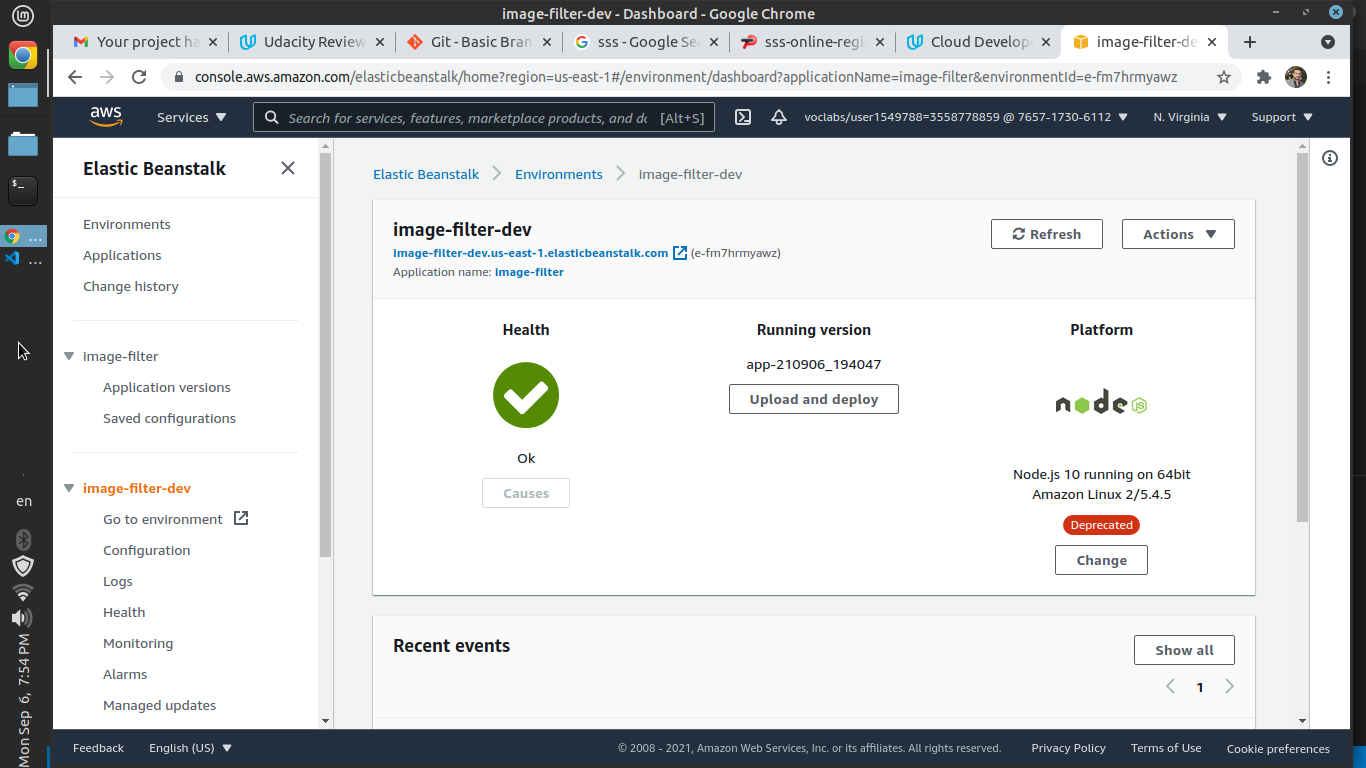 image-filter-dev - Dashboard - Google Chrome
Your project ha
Udacity Review
Git - Basic Bran
sss - Google Sea
sss-online-regi
Cloud Develop
image-filter-de
console.aws.amazon.com/elasticbeanstalk/home?region=us-east-1#/environment/dashboard?applicationName=image-filter&environmentId=e-fm7hrmyawz
aws
Services
Search for services, features, marketplace products, and do
[Alt+S]
voclabs/user1549788=3558778859 @ 7657-1730-6112
N. Virginia
Support
Elastic Beanstalk
Environments
Applications
Change history
image-filter
Application versions
Saved configurations
image-filter-dev
Go to environment
Configuration
Logs
Health
Monitoring
Alarms
Managed updates
Elastic Beanstalk
Environments
image-filter-dev
image-filter-dev
image-filter-dev.us-east-1.elasticbeanstalk.com (e-fm7hrmyawz)
Application name: image-filter
Refresh
Actions
Health
Ok
Causes
Running version
app-210906_194047
Upload and deploy
Platform
node JS
Node.js 10 running on 64bit
Amazon Linux 2/5.4.5
Deprecated
Change
Recent events
Show all
1
Feedback
English (US)
© 2008 - 2021, Amazon Web Services, Inc. or its affiliates. All rights reserved.
Privacy Policy
Terms of Use
Cookie preferences
...
...
en
Mon Sep 6, 7:54 PM